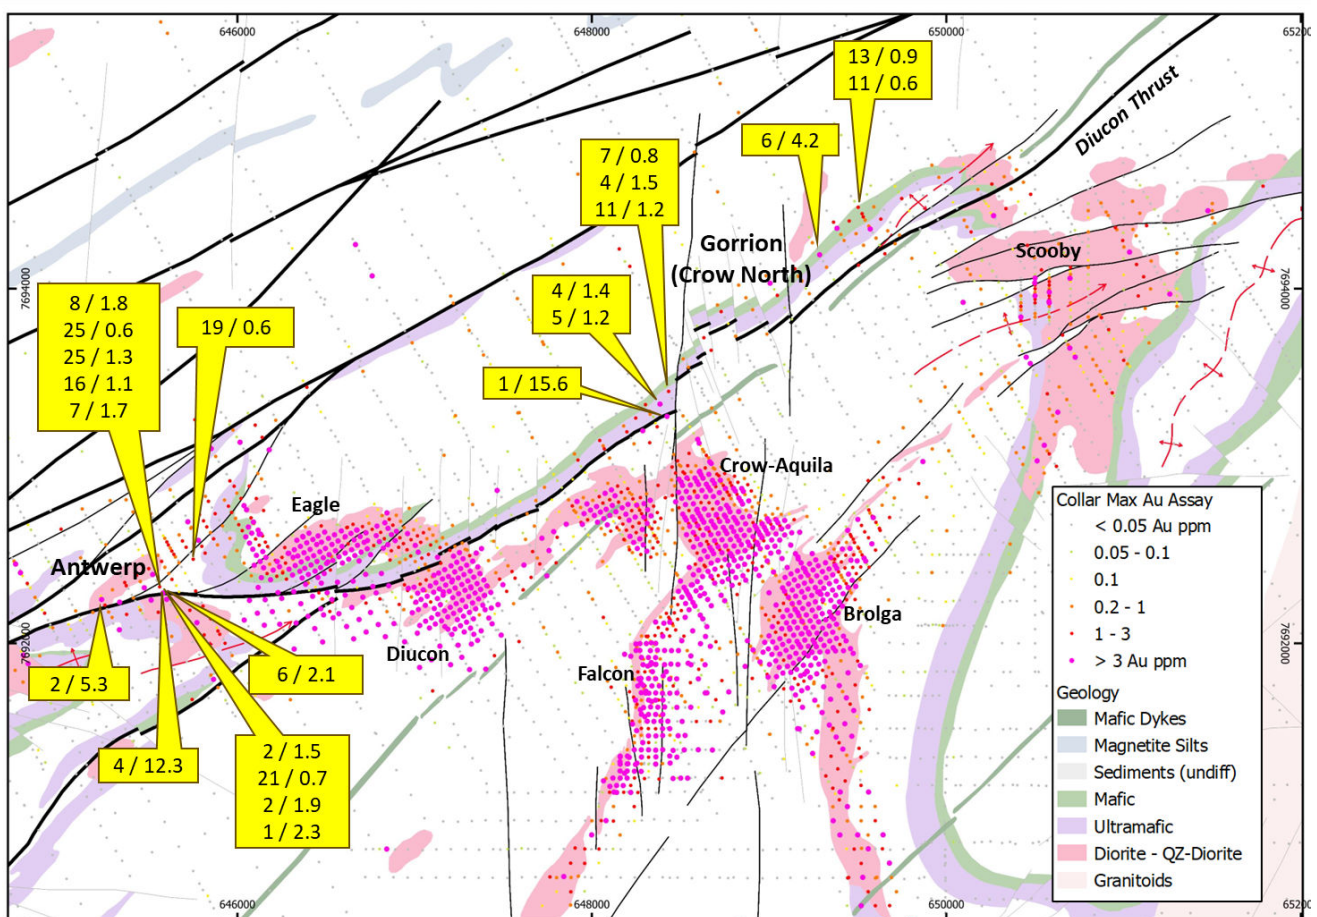 646000
648000
650000
652000
13 / 0.9
11 / 0.6
Diucon Thrust
6 / 4.2
7 / 0.8
4 / 1.5
11 / 1.2
Gorrion
(Crow North)
Scooby
7694000
7694000
8 / 1.8
25 / 0.6
25 / 1.3
16 / 1.1
7 / 1.7
19 / 0.6
4 / 1.4
5 / 1.2
1 / 15.6
Crow-Aquila
Eagle
Antwerp
Brolga
7692000
7692000
Diucon
Falcon
2 / 5.3
6 / 2.1
4 / 12.3
2 / 1.5
21 / 0.7
2 / 1.9
1 / 2.3
Collar Max Au Assay
< 0.05 Au ppm
0.05 - 0.1
0.1
0.2 - 1
1 - 3
> 3 Au ppm
Geology
Mafic Dykes
Magnetite Silts
Sediments (undiff)
Mafic
Ultramafic
Diorite - QZ-Diorite
Granitoids
646000
648000
650000
652000